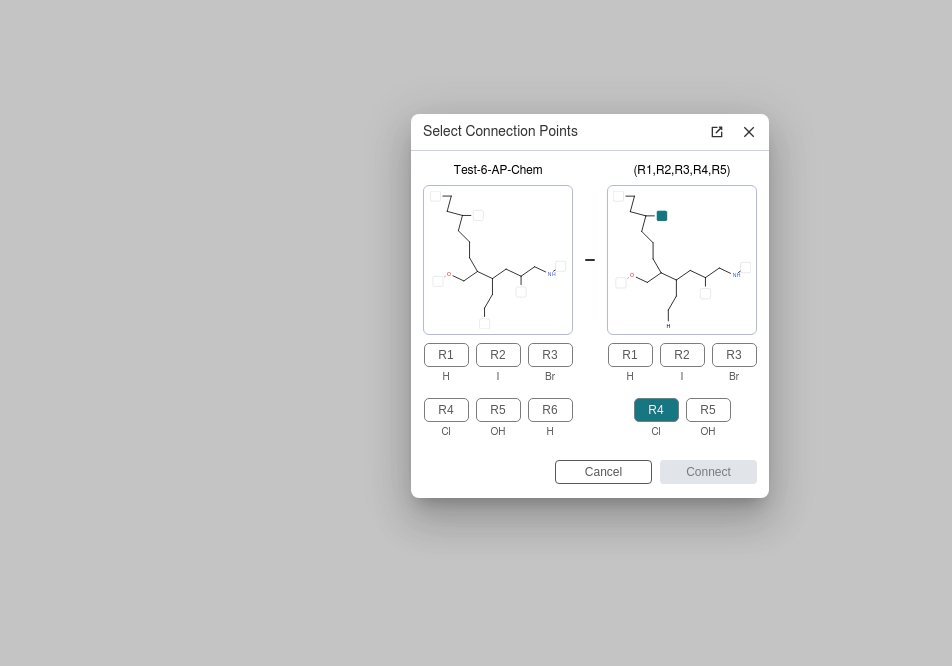 Select Connection Points
Test-6-AP-Chem
(R1,R2,R3,R4,R5)
O
NH
O
NH
H
R1 R2 R3
H I Br
R1 R2 R3
H I Br
R4 R5 R6
Cl OH H
R4 R5
Cl OH
Cancel
Connect